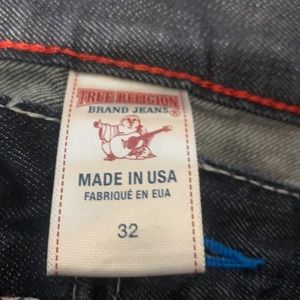 TRUE RELIGION
BRAND JEANS®
MADE IN USA
FABRIQUÉ EN EUA
32